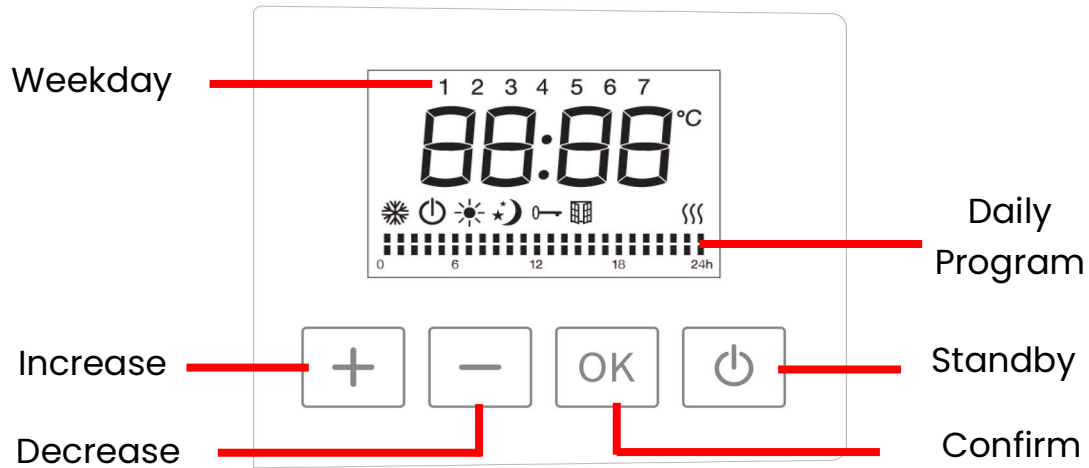 Weekday
1 2 3 4 5 6 7
88:88 °C
0 6 12 18 24h
Daily
Program
+ − OK
Increase
Standby
Decrease
Confirm